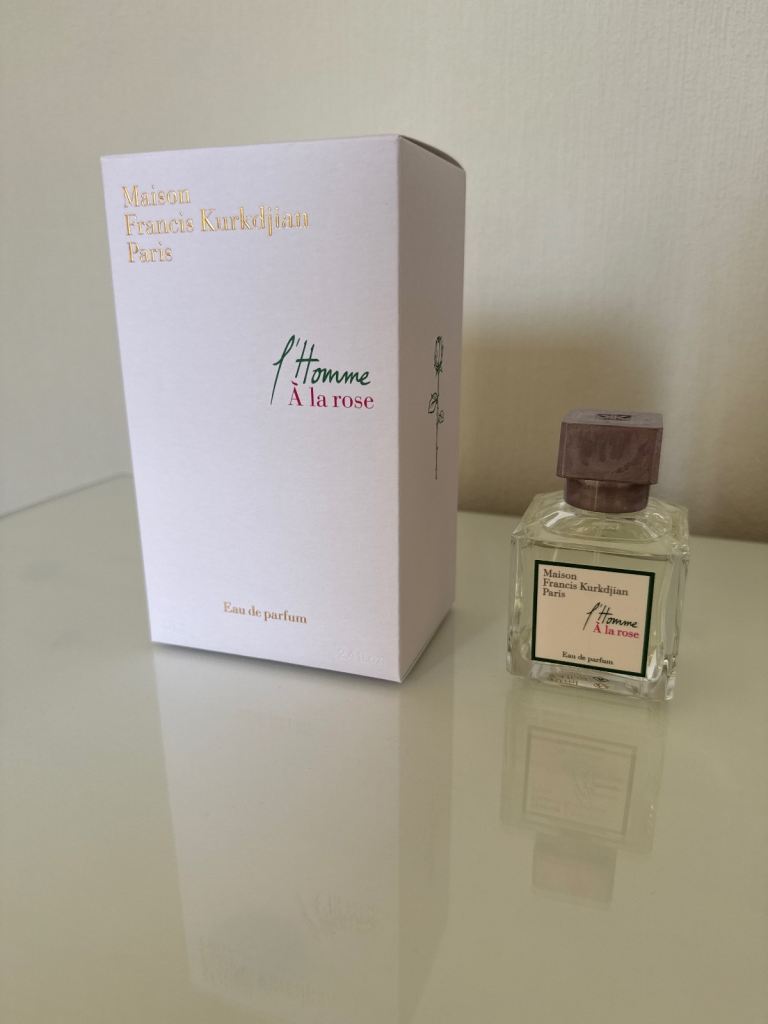 Maison
Francis Kurkdjian
Paris
l'Homme
À la rose
Eau de parfum
Maison
Francis Kurkdjian
Paris
l'Homme
À la rose
Eau de parfum